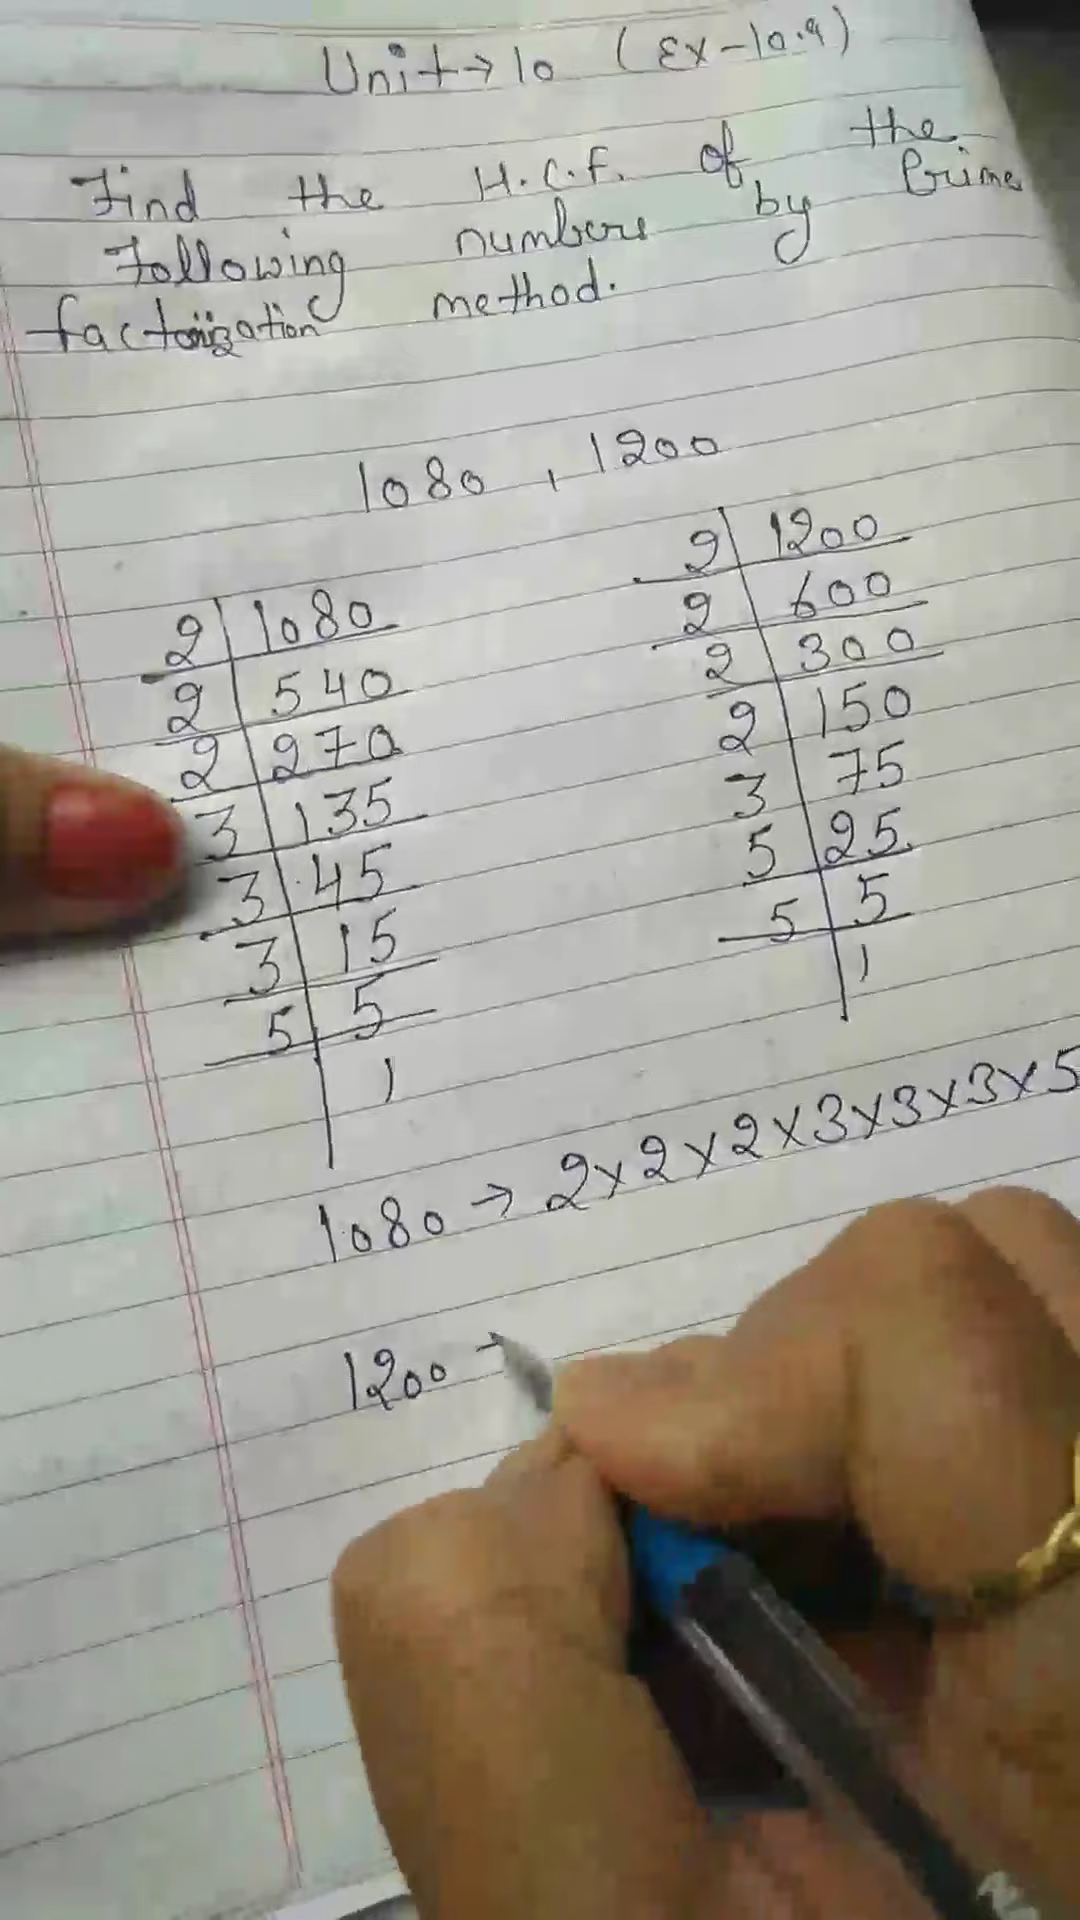 Unit→10 (Ex-10.9)
Find the H.C.F. of the
following numbers by Prime
factorization method.
1080 , 1200
2 1080
2 540
2 270
3 135
3 45
3 15
5 5
1
2 1200
2 600
2 300
2 150
3 75
5 25
5 5
1
1080 → 2×2×2×3×3×3×5
1200 -